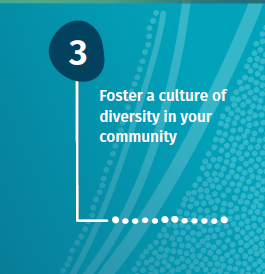 3
Foster a culture of
diversity in your
community